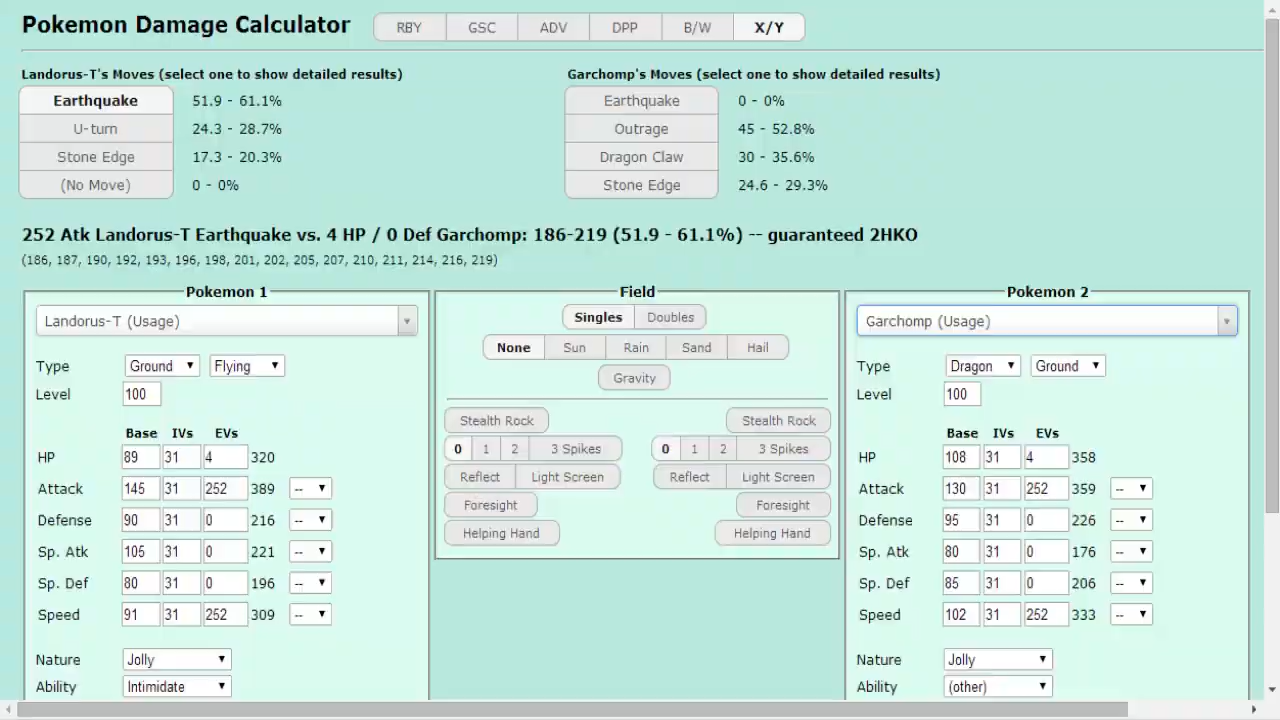 Pokemon Damage Calculator RBY GSC ADV DPP B/W X/Y
Landorus-T's Moves (select one to show detailed results) Garchomp's Moves (select one to show detailed results)
Earthquake 51.9 - 61.1% Earthquake 0 - 0%
U-turn 24.3 - 28.7% Outrage 45 - 52.8%
Stone Edge 17.3 - 20.3% Dragon Claw 30 - 35.6%
(No Move) 0 - 0% Stone Edge 24.6 - 29.3%
252 Atk Landorus-T Earthquake vs. 4 HP / 0 Def Garchomp: 186-219 (51.9 - 61.1%) -- guaranteed 2HKO
(186, 187, 190, 192, 193, 196, 198, 201, 202, 205, 207, 210, 211, 214, 216, 219)
Pokemon 1
Landorus-T (Usage)
Type Ground Flying
Level 100
Base IVs EVs
HP 89 31 4 320
Attack 145 31 252 389 --
Defense 90 31 0 216 --
Sp. Atk 105 31 0 221 --
Sp. Def 80 31 0 196 --
Speed 91 31 252 309 --
Nature Jolly
Ability Intimidate
Field
Singles Doubles
None Sun Rain Sand Hail
Gravity
Stealth Rock Stealth Rock
0 1 2 3 Spikes 0 1 2 3 Spikes
Reflect Light Screen Reflect Light Screen
Foresight Foresight
Helping Hand Helping Hand
Pokemon 2
Garchomp (Usage)
Type Dragon Ground
Level 100
Base IVs EVs
HP 108 31 4 358
Attack 130 31 252 359 --
Defense 95 31 0 226 --
Sp. Atk 80 31 0 176 --
Sp. Def 85 31 0 206 --
Speed 102 31 252 333 --
Nature Jolly
Ability (other)